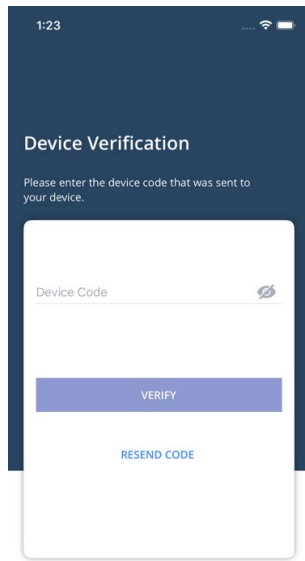 1:23
Device Verification
Please enter the device code that was sent to
your device.
Device Code
VERIFY
RESEND CODE